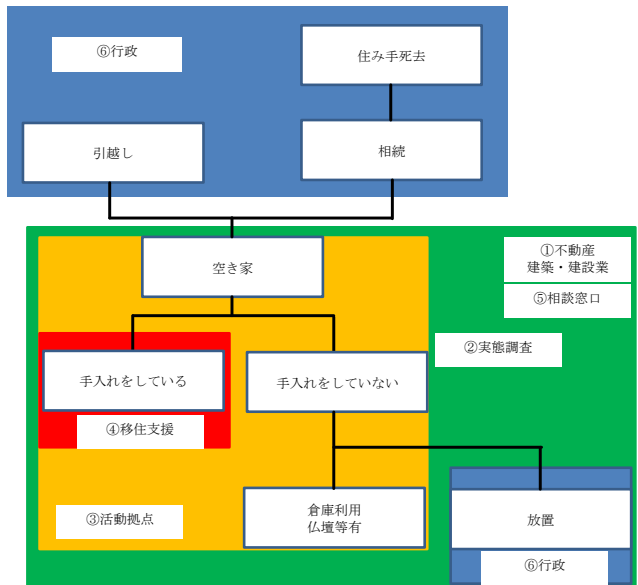 ⑥行政
住み手死去
引越し
相続
空き家
①不動産
建築・建設業
⑤相談窓口
②実態調査
手入れをしている
手入れをしていない
④移住支援
③活動拠点
倉庫利用
仏壇等有
放置
⑥行政